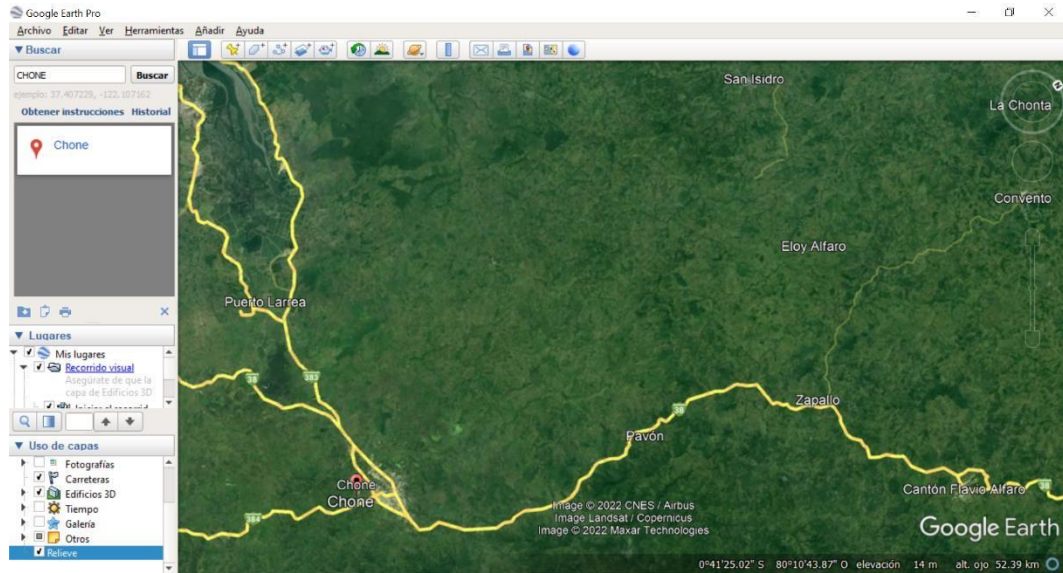 Google Earth Pro
Archivo Editar Ver Herramientas Añadir Ayuda
Buscar
CHONE
Buscar
ejemplo: 37.407229, -122.107162
Obtener instrucciones Historial
Chone
Lugares
Mis lugares
Recorrido visual
Asegúrate de que la
capa de Edificios 3D
Uso de capas
Fotografías
Carreteras
Edificios 3D
Tiempo
Galería
Otros
Relieve
San Isidro
La Chonta
Convento
Eloy Alfaro
Puerto Larrea
38
383
Zapallo
38
Pavón
Chone
Chone
Cantón Flavio Alfaro
38
384
Image © 2022 CNES / Airbus
Image Landsat / Copernicus
Image © 2022 Maxar Technologies
Google Earth
0°41'25.02" S 80°10'43.87" O elevación 14 m alt. ojo 52.39 km